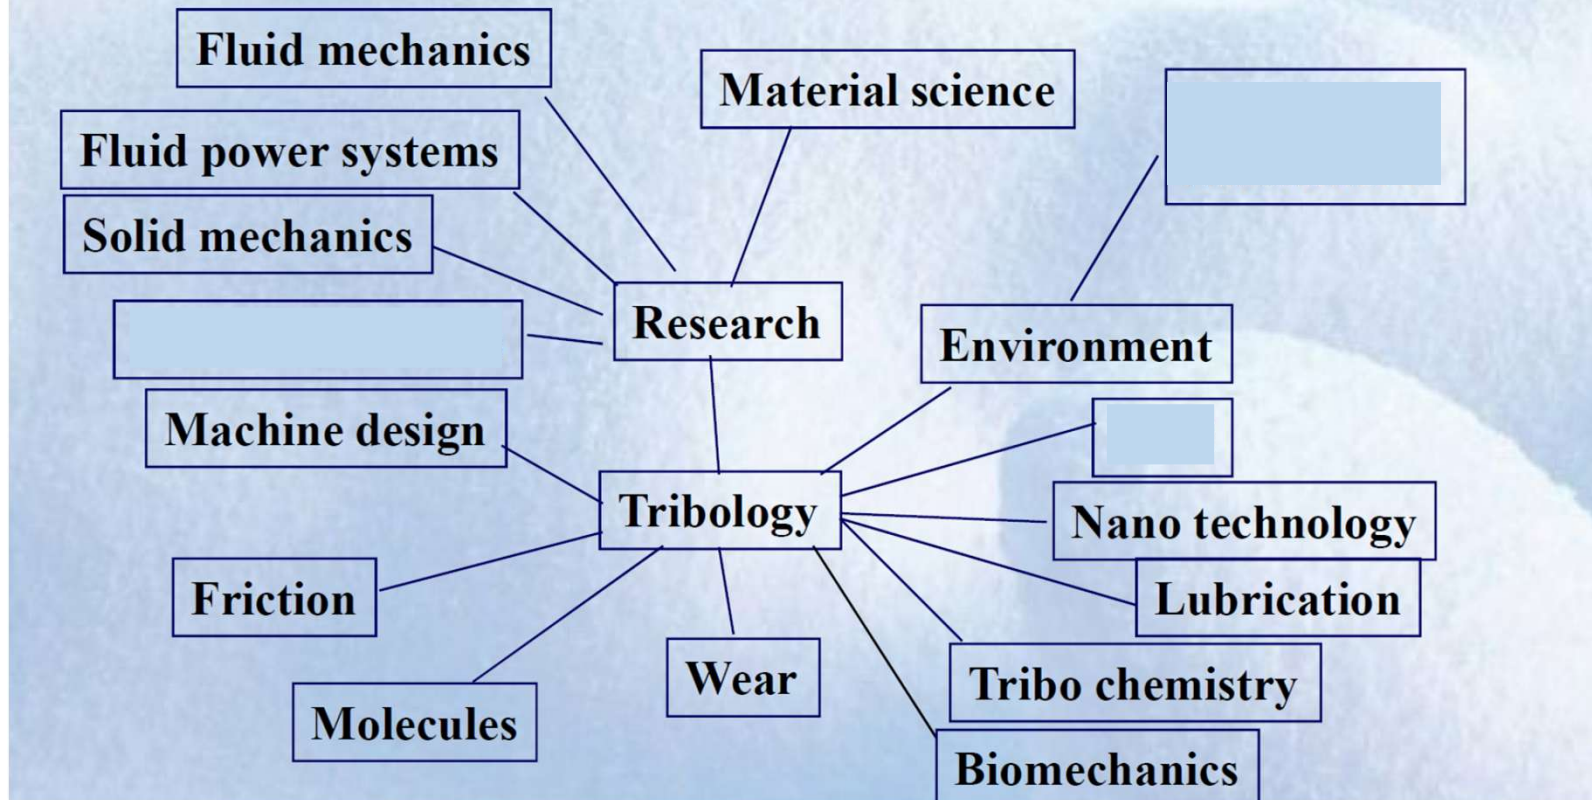 Fluid mechanics
Material science
Fluid power systems
Solid mechanics
Research
Environment
Machine design
Tribology
Nano technology
Friction
Lubrication
Wear
Tribo chemistry
Molecules
Biomechanics